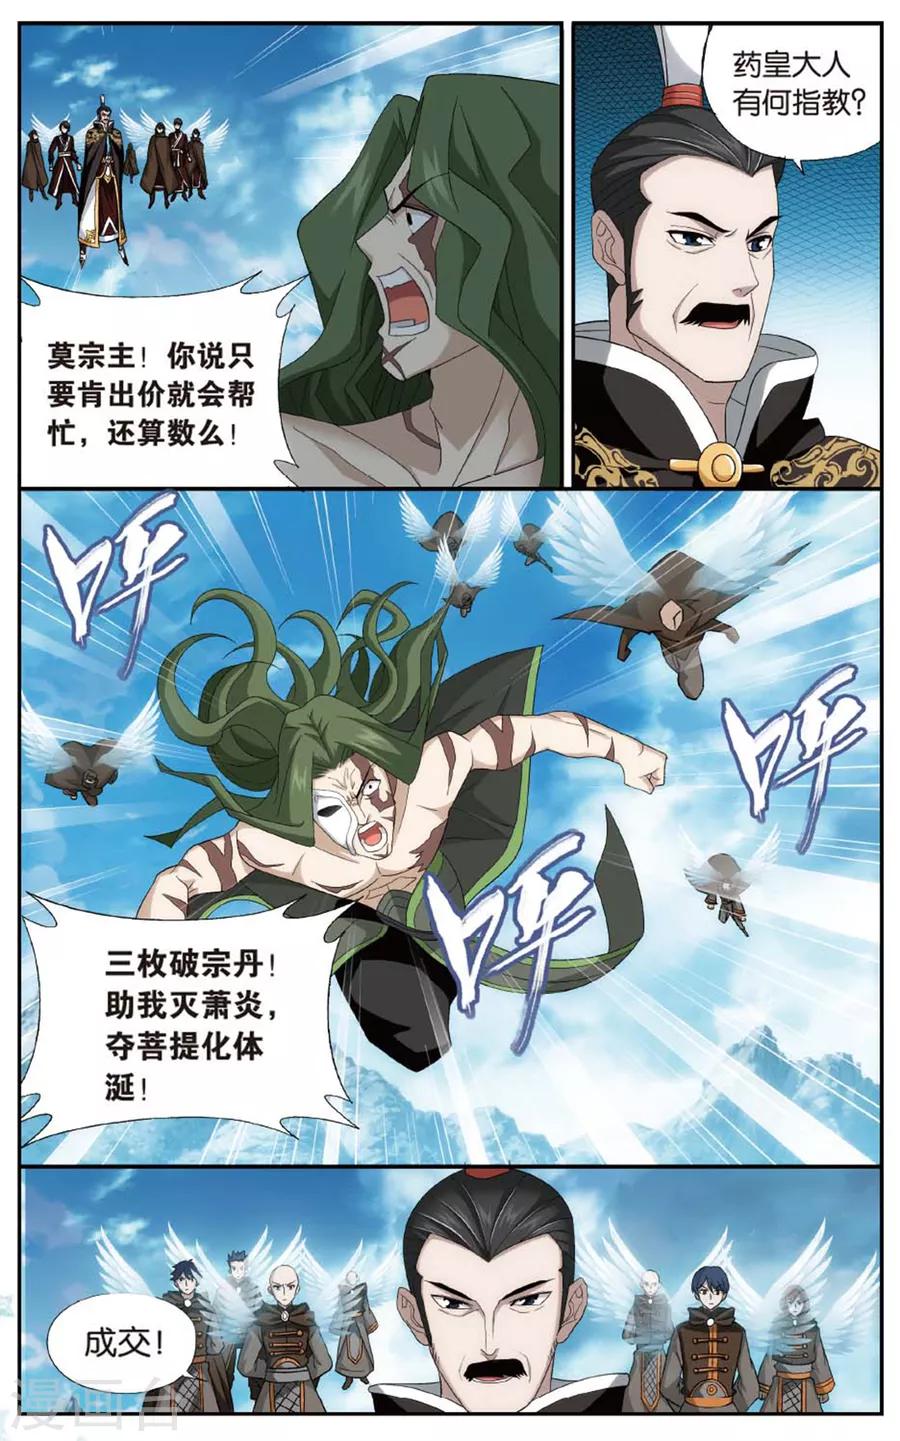 莫宗主！你说只
要肯出价就会帮
忙，还算数么！
药皇大人
有何指教？
呼
呼
呼
三枚破宗丹！
助我灭萧炎，
夺菩提化体
涎！
成交！
漫画台